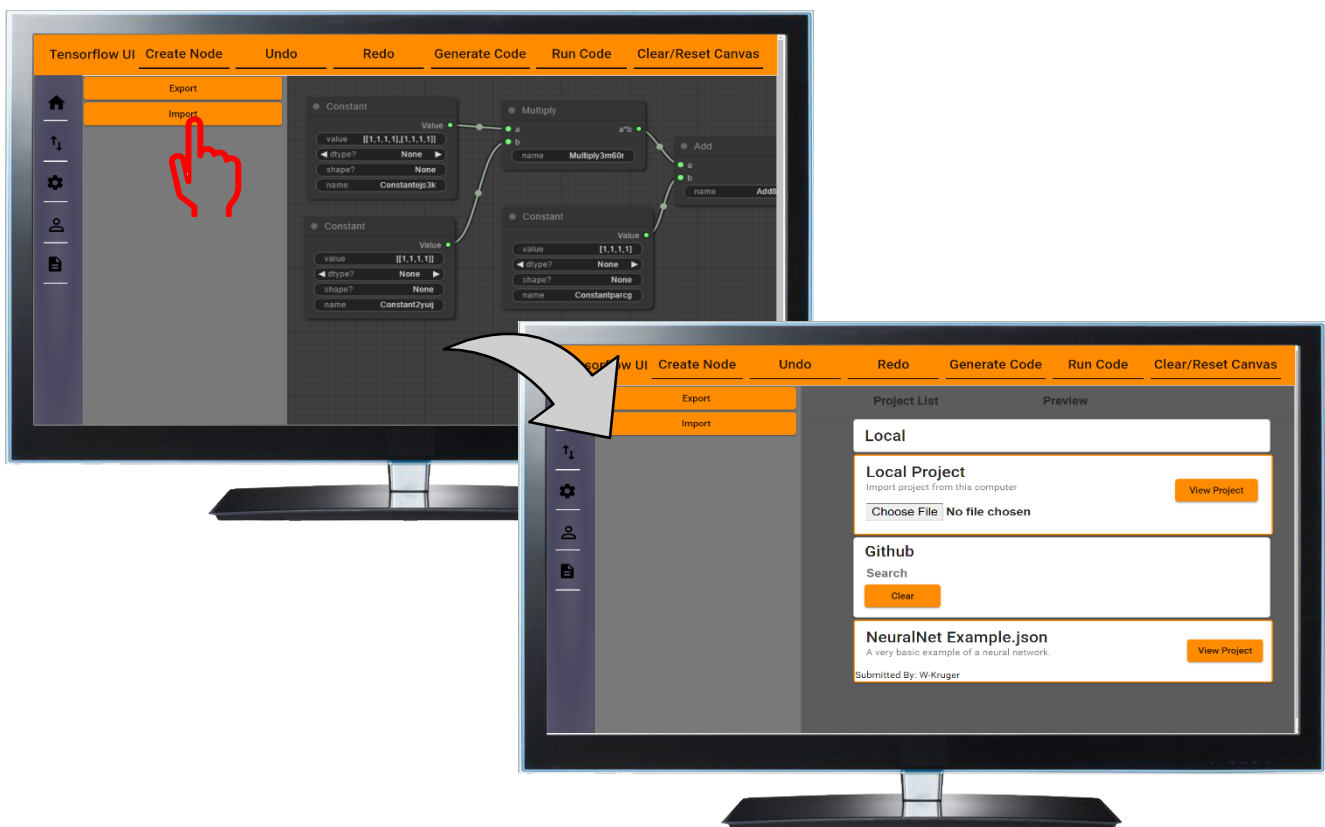 Tensorflow UI Create Node Undo Redo Generate Code Run Code Clear/Reset Canvas
Export
Import
Constant
Value
value [[1,1,1,1],[1,1,1,1]]
dtype? None
shape? None
name Constantejs3k
Multiply
a a*b
b
name Multiply3m60r
Add
a
b
name Add8
Constant
Value
value [[1,1,1,1]]
dtype? None
shape? None
name Constant2yuij
Constant
Value
value [1,1,1,1]
dtype? None
shape? None
name Constantparcg
UI Create Node Undo Redo Generate Code Run Code Clear/Reset Canvas
Export
Import
Project List Preview
Local
Local Project
Import project from this computer
View Project
Choose File No file chosen
Github
Search
Clear
NeuralNet Example.json
A very basic example of a neural network.
View Project
Submitted By: W-Kruger